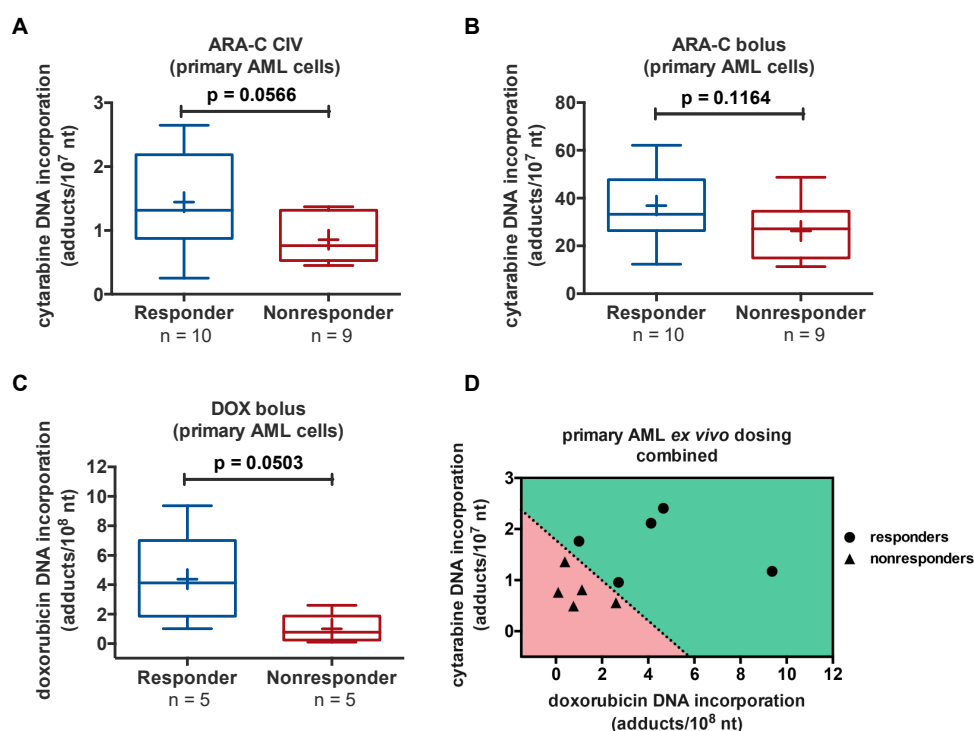 A
ARA-C CIV
(primary AML cells)
p = 0.0566
cytarabine DNA incorporation
(adducts/10⁷ nt)
3
2
1
0
Responder
n = 10
Nonresponder
n = 9
B
ARA-C bolus
(primary AML cells)
p = 0.1164
cytarabine DNA incorporation
(adducts/10⁷ nt)
80
60
40
20
0
Responder
n = 10
Nonresponder
n = 9
C
DOX bolus
(primary AML cells)
p = 0.0503
doxorubicin DNA incorporation
(adducts/10⁸ nt)
12
10
8
6
4
2
0
Responder
n = 5
Nonresponder
n = 5
D
primary AML ex vivo dosing
combined
cytarabine DNA incorporation
(adducts/10⁷ nt)
3
2
1
0
0 2 4 6 8 10 12
doxorubicin DNA incorporation
(adducts/10⁸ nt)
responders
nonresponders